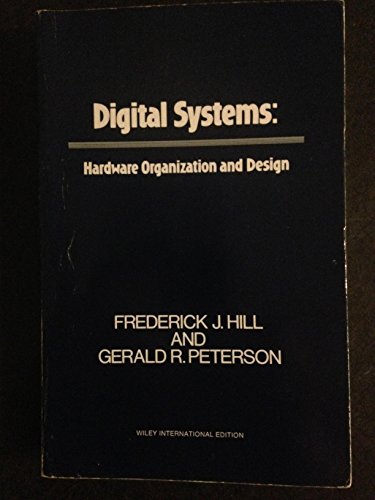 Digital Systems:
Hardware Organization and Design
FREDERICK J. HILL
AND
GERALD R. PETERSON
WILEY INTERNATIONAL EDITION